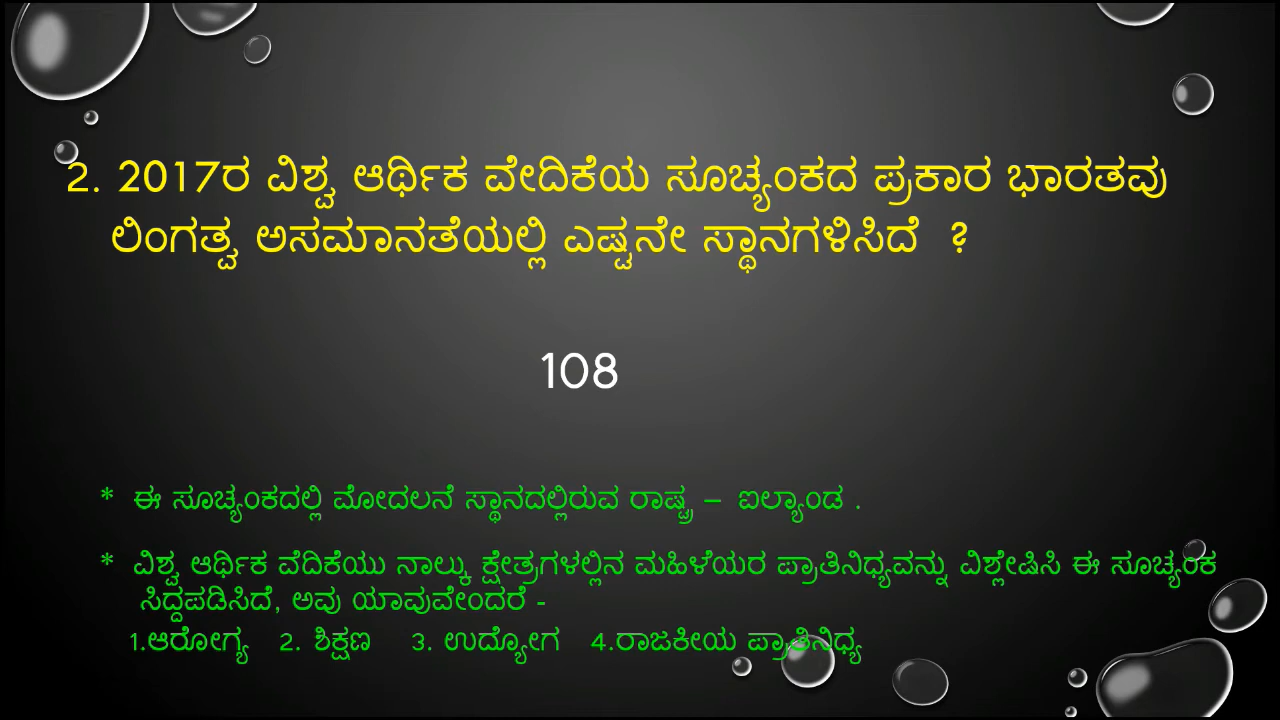 2. 2017ರ ವಿಶ್ವ ಆರ್ಥಿಕ ವೇದಿಕೆಯ ಸೂಚ್ಯಂಕದ ಪ್ರಕಾರ ಭಾರತವು
ಲಿಂಗತ್ವ ಅಸಮಾನತೆಯಲ್ಲಿ ಎಷ್ಟನೇ ಸ್ಥಾನಗಳಿಸಿದೆ ?
108
* ಈ ಸೂಚ್ಯಂಕದಲ್ಲಿ ಮೋದಲನೆ ಸ್ಥಾನದಲ್ಲಿರುವ ರಾಷ್ಟ್ರ – ಐಲ್ಯಾಂಡ .
* ವಿಶ್ವ ಆರ್ಥಿಕ ವೆದಿಕೆಯು ನಾಲ್ಕು ಕ್ಷೇತ್ರಗಳಲ್ಲಿನ ಮಹಿಳೆಯರ ಪ್ರಾತಿನಿಧ್ಯವನ್ನು ವಿಶ್ಲೇಷಿಸಿ ಈ ಸೂಚ್ಯಂಕ
ಸಿದ್ದಪಡಿಸಿದೆ, ಅವು ಯಾವುವೇಂದರೆ -
1.ಆರೋಗ್ಯ 2. ಶಿಕ್ಷಣ 3. ಉದ್ಯೋಗ 4.ರಾಜಕೀಯ ಪ್ರಾತಿನಿಧ್ಯ